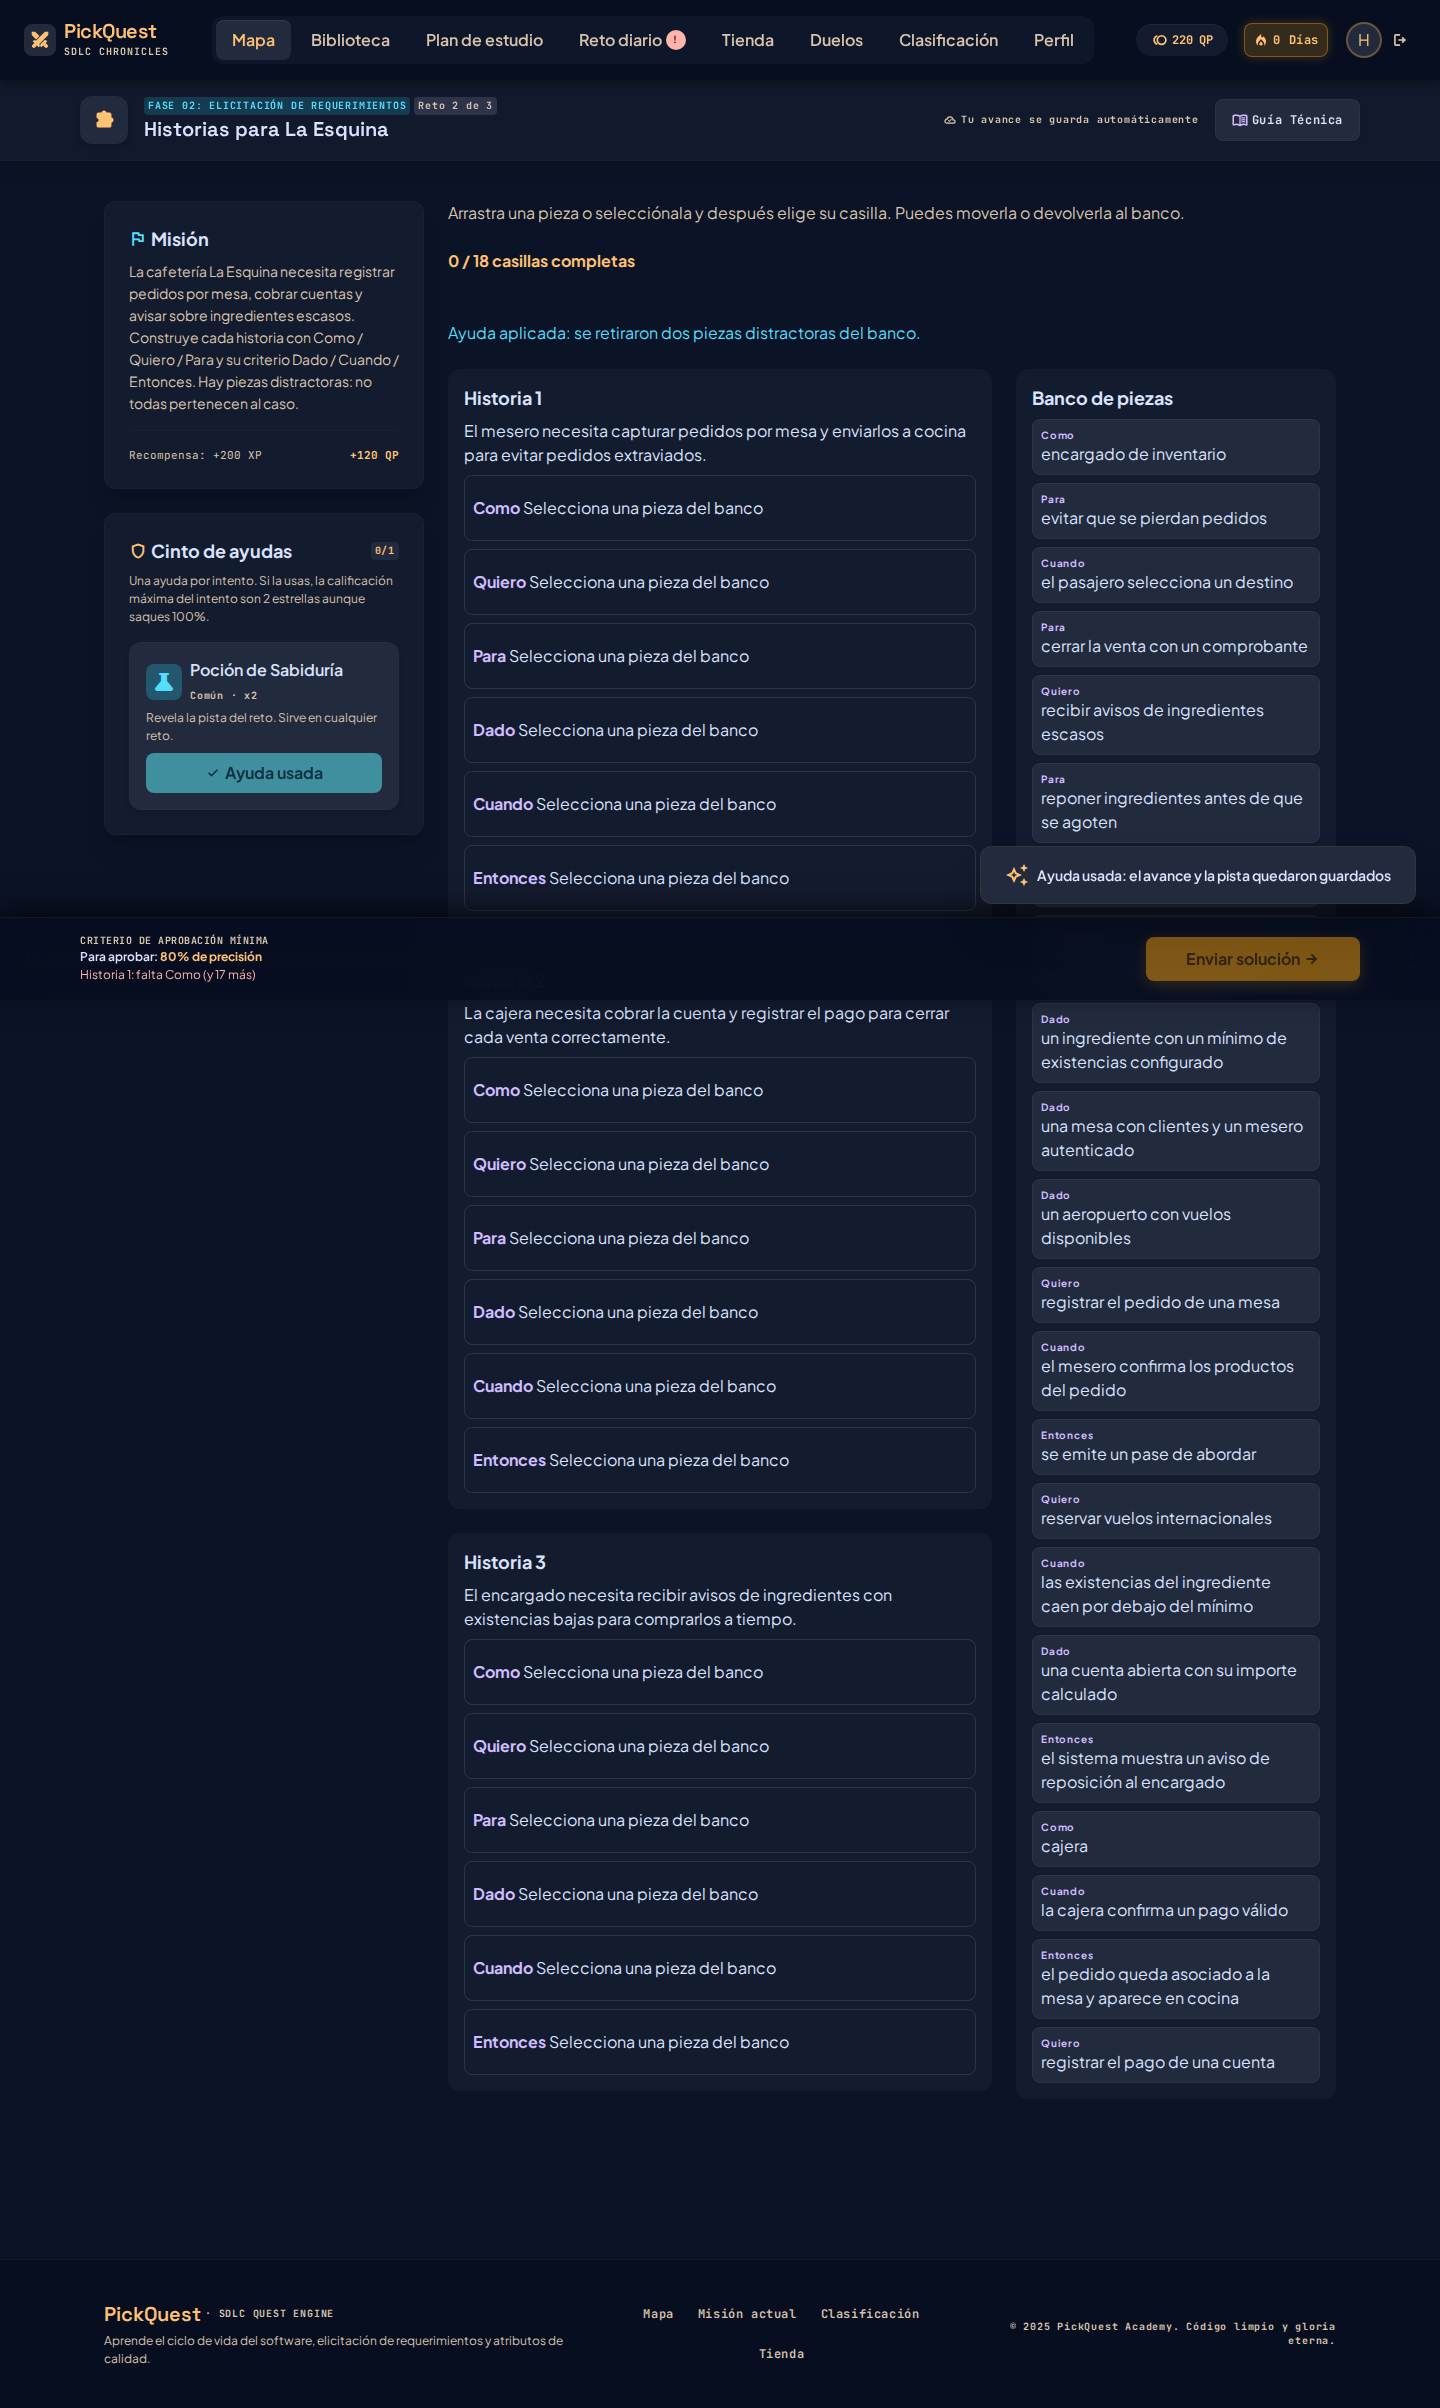 PickQuest
SDLC CHRONICLES
Mapa
Biblioteca
Plan de estudio
Reto diario !
Tienda
Duelos
Clasificación
Perfil
220 QP
0 Días
H
FASE 02: ELICITACIÓN DE REQUERIMIENTOS
Reto 2 de 3
Historias para La Esquina
Tu avance se guarda automáticamente
Guía Técnica
Misión
La cafetería La Esquina necesita registrar
pedidos por mesa, cobrar cuentas y
avisar sobre ingredientes escasos.
Construye cada historia con Como /
Quiero / Para y su criterio Dado / Cuando /
Entonces. Hay piezas distractoras: no
todas pertenecen al caso.
Recompensa: +200 XP
+120 QP
Cinto de ayudas
0/1
Una ayuda por intento. Si la usas, la calificación
máxima del intento son 2 estrellas aunque
saques 100%.
Poción de Sabiduría
Común · x2
Revela la pista del reto. Sirve en cualquier
reto.
Ayuda usada
Arrastra una pieza o selecciónala y después elige su casilla. Puedes moverla o devolverla al banco.
0 / 18 casillas completas
Ayuda aplicada: se retiraron dos piezas distractoras del banco.
Historia 1
El mesero necesita capturar pedidos por mesa y enviarlos a cocina
para evitar pedidos extraviados.
Como Selecciona una pieza del banco
Quiero Selecciona una pieza del banco
Para Selecciona una pieza del banco
Dado Selecciona una pieza del banco
Cuando Selecciona una pieza del banco
Entonces Selecciona una pieza del banco
La cajera necesita cobrar la cuenta y registrar el pago para cerrar
cada venta correctamente.
Como Selecciona una pieza del banco
Quiero Selecciona una pieza del banco
Para Selecciona una pieza del banco
Dado Selecciona una pieza del banco
Cuando Selecciona una pieza del banco
Entonces Selecciona una pieza del banco
Historia 3
El encargado necesita recibir avisos de ingredientes con
existencias bajas para comprarlos a tiempo.
Como Selecciona una pieza del banco
Quiero Selecciona una pieza del banco
Para Selecciona una pieza del banco
Dado Selecciona una pieza del banco
Cuando Selecciona una pieza del banco
Entonces Selecciona una pieza del banco
Banco de piezas
Como
encargado de inventario
Para
evitar que se pierdan pedidos
Cuando
el pasajero selecciona un destino
Para
cerrar la venta con un comprobante
Quiero
recibir avisos de ingredientes
escasos
Para
reponer ingredientes antes de que
se agoten
Ayuda usada: el avance y la pista quedaron guardados
CRITERIO DE APROBACIÓN MÍNIMA
Para aprobar: 80% de precisión
Historia 1: falta Como (y 17 más)
Enviar solución
Dado
un ingrediente con un mínimo de
existencias configurado
Dado
una mesa con clientes y un mesero
autenticado
Dado
un aeropuerto con vuelos
disponibles
Quiero
registrar el pedido de una mesa
Cuando
el mesero confirma los productos
del pedido
Entonces
se emite un pase de abordar
Quiero
reservar vuelos internacionales
Cuando
las existencias del ingrediente
caen por debajo del mínimo
Dado
una cuenta abierta con su importe
calculado
Entonces
el sistema muestra un aviso de
reposición al encargado
Como
cajera
Cuando
la cajera confirma un pago válido
Entonces
el pedido queda asociado a la
mesa y aparece en cocina
Quiero
registrar el pago de una cuenta
PickQuest · SDLC QUEST ENGINE
Aprende el ciclo de vida del software, elicitación de requerimientos y atributos de
calidad.
Mapa
Misión actual
Clasificación
Tienda
© 2025 PickQuest Academy. Código limpio y gloria
eterna.